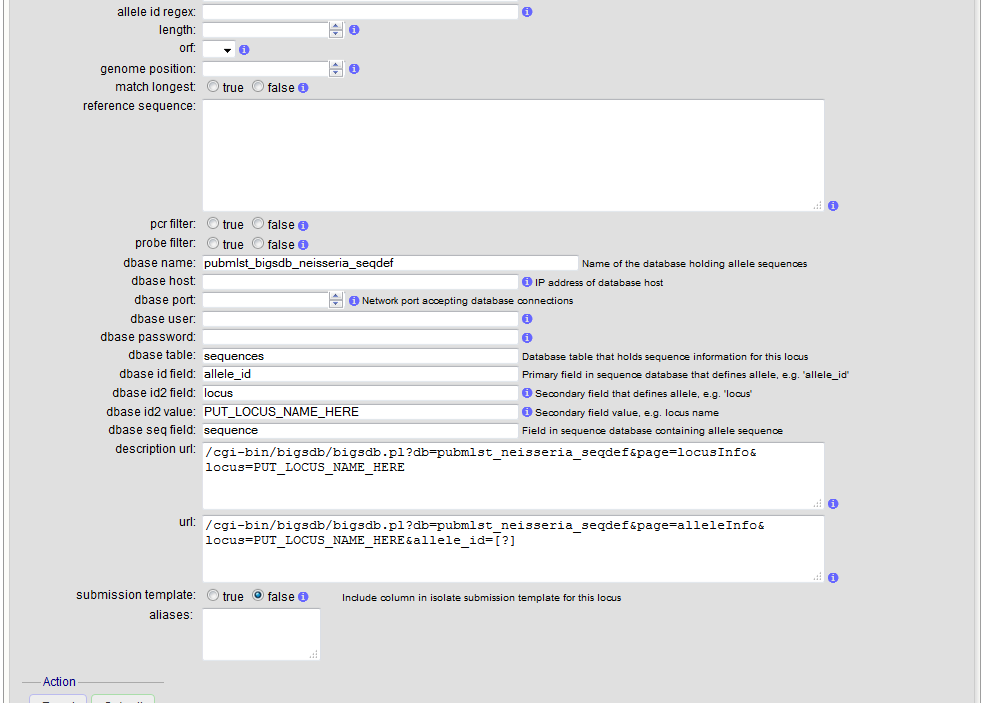 allele id regex:
length:
orf:
genome position:
match longest: true false
reference sequence:
pcr filter: true false
probe filter: true false
dbase name: pubmlst_bigsdb_neisseria_seqdef Name of the database holding allele sequences
dbase host: IP address of database host
dbase port: Network port accepting database connections
dbase user:
dbase password:
dbase table: sequences Database table that holds sequence information for this locus
dbase id field: allele_id Primary field in sequence database that defines allele, e.g. 'allele_id'
dbase id2 field: locus Secondary field that defines allele, e.g. 'locus'
dbase id2 value: PUT_LOCUS_NAME_HERE Secondary field value, e.g. locus name
dbase seq field: sequence Field in sequence database containing allele sequence
description url: /cgi-bin/bigsdb/bigsdb.pl?db=pubmlst_neisseria_seqdef&page=locusInfo&
locus=PUT_LOCUS_NAME_HERE
url: /cgi-bin/bigsdb/bigsdb.pl?db=pubmlst_neisseria_seqdef&page=alleleInfo&
locus=PUT_LOCUS_NAME_HERE&allele_id=[?]
submission template: true false Include column in isolate submission template for this locus
aliases:
Action